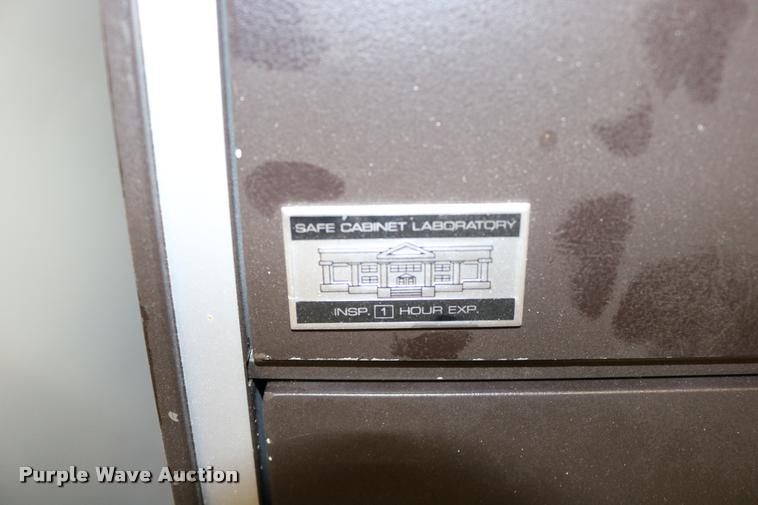 SAFE CABINET LABORATORY
INSP. 1 HOUR EXP.
Purple Wave Auction